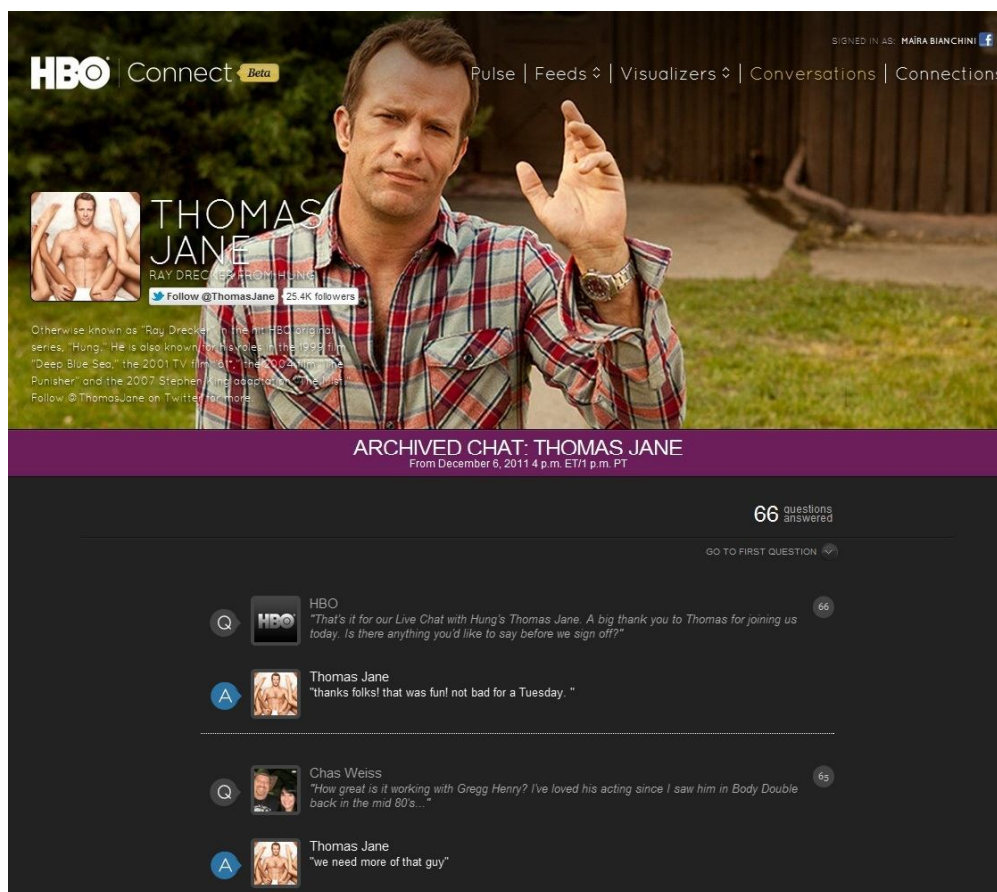 SIGNED IN AS: MAÍRA BIANCHINI f
HBO Connect Beta
Pulse | Feeds | Visualizers | Conversations | Connections
THOMAS
JANE
RAY DRECKER FROM HUNG
Follow @ThomasJane 25.4K followers
Otherwise known as "Ray Drecker" in the hit HBO original
series, "Hung." He is also known for his roles in the 1999 film
"Deep Blue Sea," the 2001 TV film "61*," the 2004 film "The
Punisher" and the 2007 Stephen King adaptation "The Mist."
Follow @ThomasJane on Twitter for more.
ARCHIVED CHAT: THOMAS JANE
From December 6, 2011 4 p.m. ET/1 p.m. PT
66 questions
answered
GO TO FIRST QUESTION
HBO 66
Q HBO "That's it for our Live Chat with Hung's Thomas Jane. A big thank you to Thomas for joining us
today. Is there anything you'd like to say before we sign off?"
Thomas Jane
A "thanks folks! that was fun! not bad for a Tuesday. "
Chas Weiss 65
Q "How great is it working with Gregg Henry? I've loved his acting since I saw him in Body Double
back in the mid 80's..."
Thomas Jane
A "we need more of that guy"